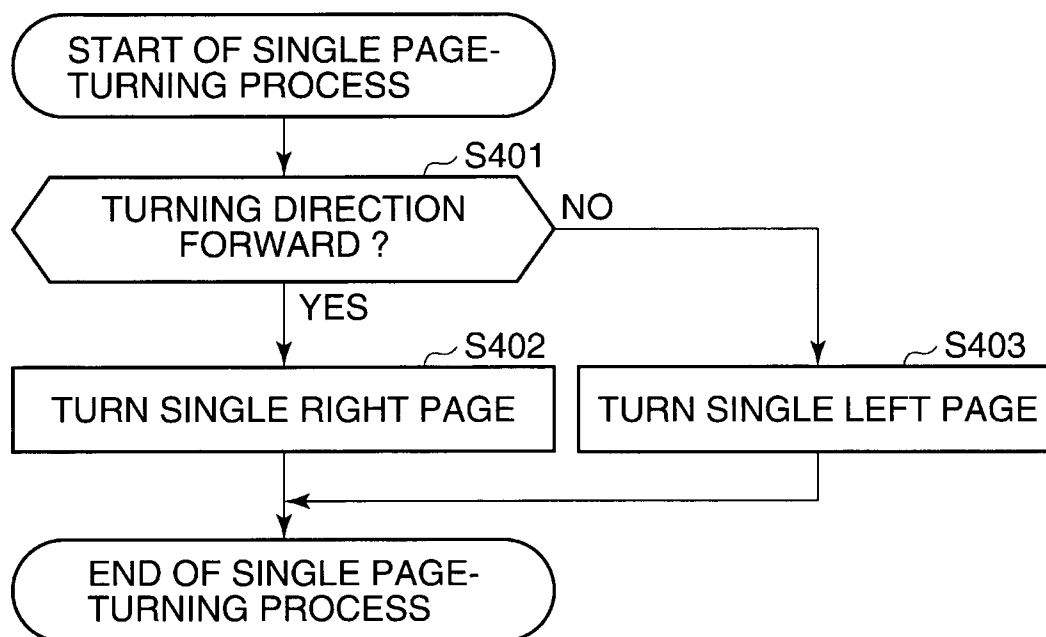 START OF SINGLE PAGE-
TURNING PROCESS
S401
TURNING DIRECTION
FORWARD ?
NO
YES
S402
S403
TURN SINGLE RIGHT PAGE
TURN SINGLE LEFT PAGE
END OF SINGLE PAGE-
TURNING PROCESS